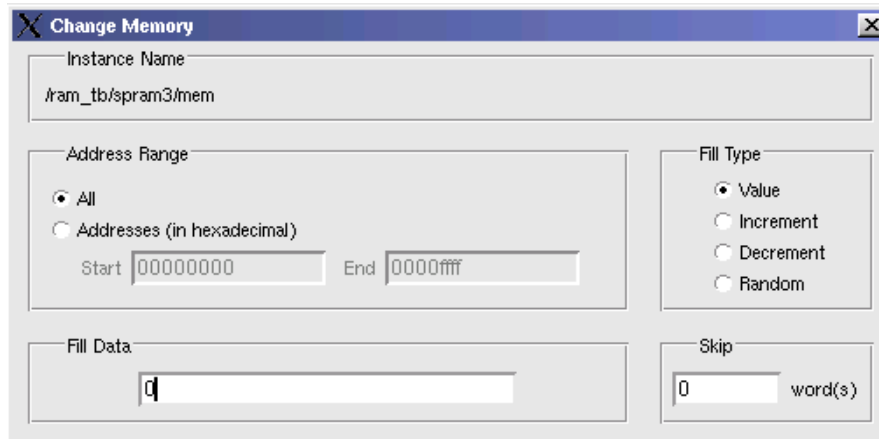 Change Memory
Instance Name
/ram_tb/spram3/mem
Address Range
All
Addresses (in hexadecimal)
Start 00000000 End 0000ffff
Fill Type
Value
Increment
Decrement
Random
Fill Data
0
Skip
0 word(s)